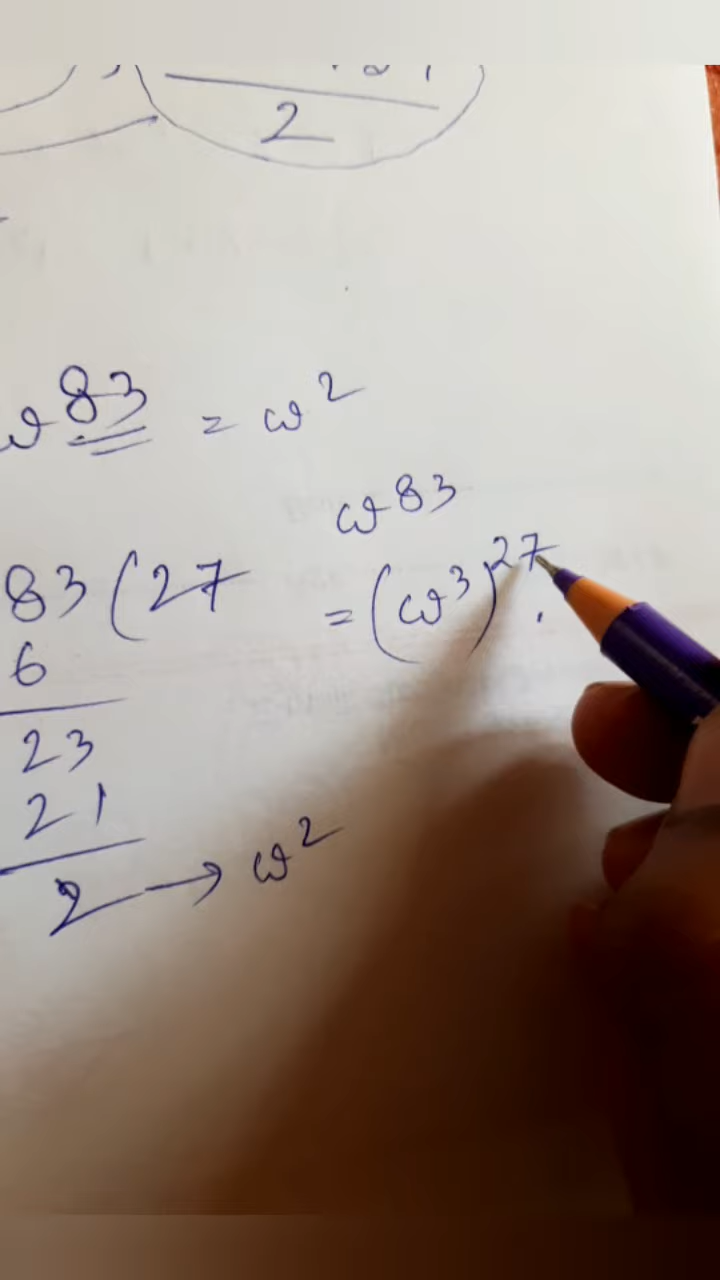 2
ω⁸³ = ω²
ω⁸³
83 ( 27
= (ω³)²⁷ .
6
23
21
2 → ω²